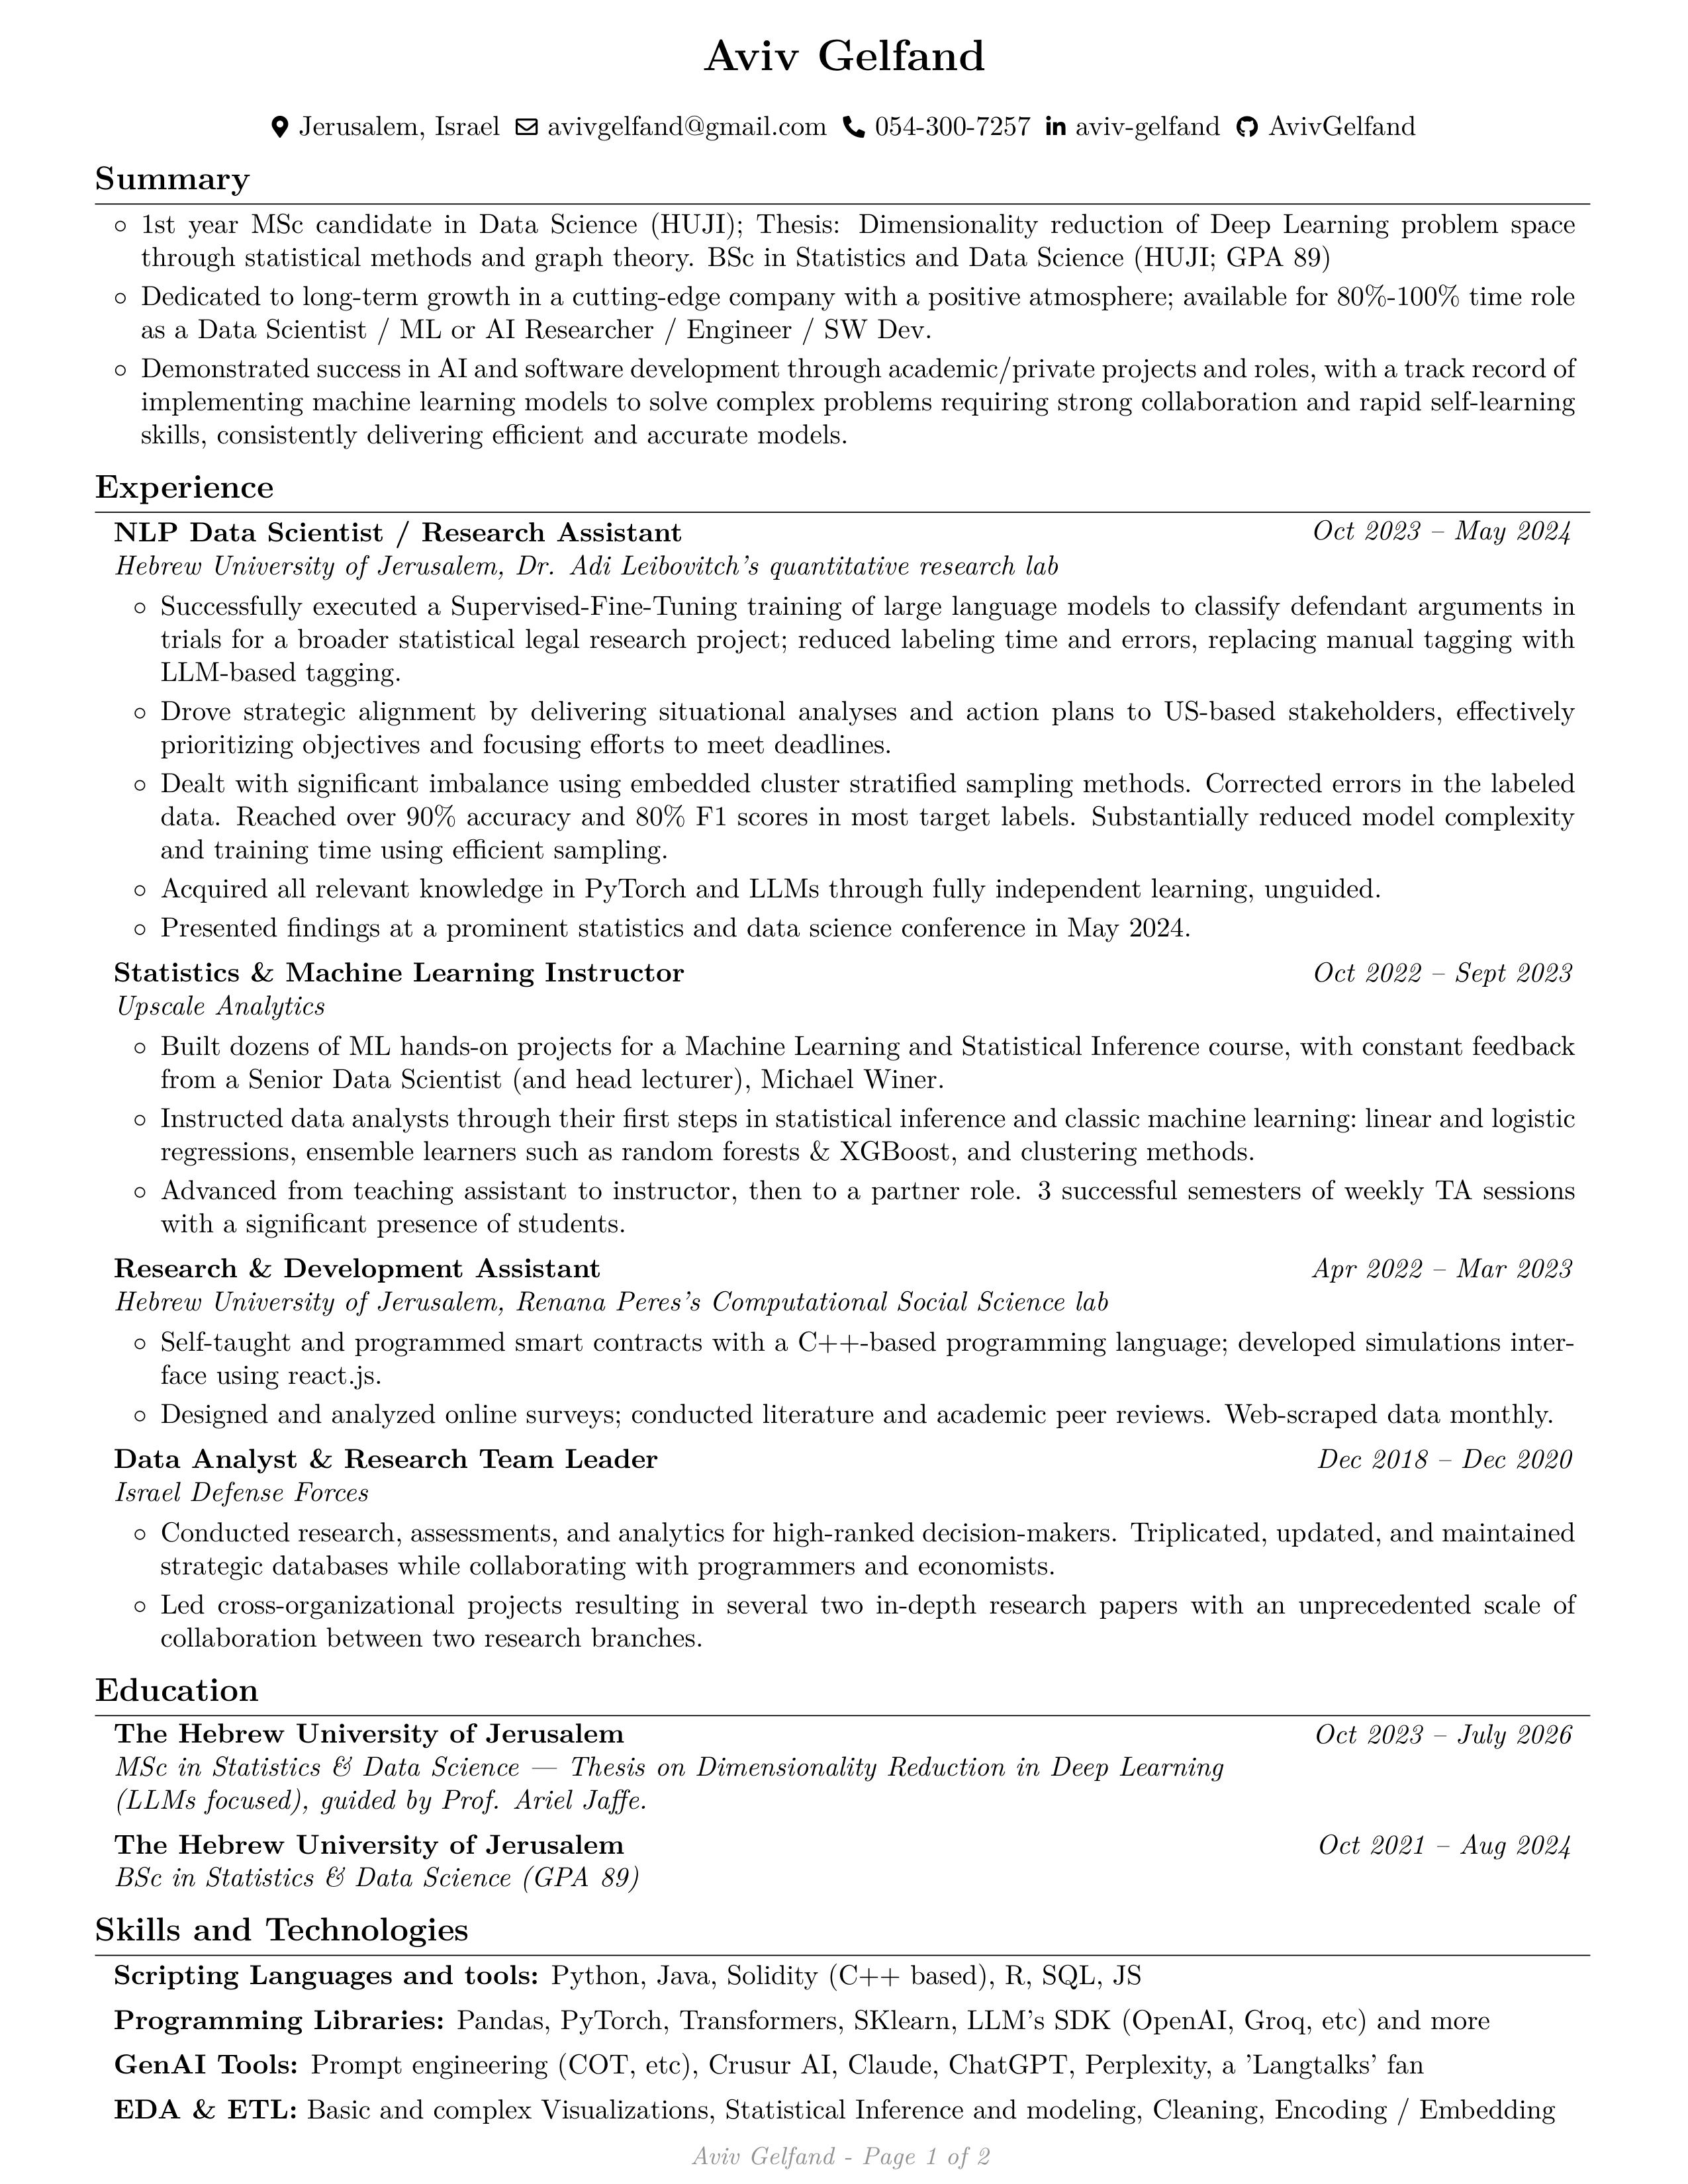 Aviv Gelfand
Jerusalem, Israel avivgelfand@gmail.com 054-300-7257 aviv-gelfand AvivGelfand
Summary
◦ 1st year MSc candidate in Data Science (HUJI); Thesis: Dimensionality reduction of Deep Learning problem space
through statistical methods and graph theory. BSc in Statistics and Data Science (HUJI; GPA 89)
◦ Dedicated to long-term growth in a cutting-edge company with a positive atmosphere; available for 80%-100% time role
as a Data Scientist / ML or AI Researcher / Engineer / SW Dev.
◦ Demonstrated success in AI and software development through academic/private projects and roles, with a track record of
implementing machine learning models to solve complex problems requiring strong collaboration and rapid self-learning
skills, consistently delivering efficient and accurate models.
Experience
NLP Data Scientist / Research Assistant Oct 2023 – May 2024
Hebrew University of Jerusalem, Dr. Adi Leibovitch's quantitative research lab
◦ Successfully executed a Supervised-Fine-Tuning training of large language models to classify defendant arguments in
trials for a broader statistical legal research project; reduced labeling time and errors, replacing manual tagging with
LLM-based tagging.
◦ Drove strategic alignment by delivering situational analyses and action plans to US-based stakeholders, effectively
prioritizing objectives and focusing efforts to meet deadlines.
◦ Dealt with significant imbalance using embedded cluster stratified sampling methods. Corrected errors in the labeled
data. Reached over 90% accuracy and 80% F1 scores in most target labels. Substantially reduced model complexity
and training time using efficient sampling.
◦ Acquired all relevant knowledge in PyTorch and LLMs through fully independent learning, unguided.
◦ Presented findings at a prominent statistics and data science conference in May 2024.
Statistics & Machine Learning Instructor Oct 2022 – Sept 2023
Upscale Analytics
◦ Built dozens of ML hands-on projects for a Machine Learning and Statistical Inference course, with constant feedback
from a Senior Data Scientist (and head lecturer), Michael Winer.
◦ Instructed data analysts through their first steps in statistical inference and classic machine learning: linear and logistic
regressions, ensemble learners such as random forests & XGBoost, and clustering methods.
◦ Advanced from teaching assistant to instructor, then to a partner role. 3 successful semesters of weekly TA sessions
with a significant presence of students.
Research & Development Assistant Apr 2022 – Mar 2023
Hebrew University of Jerusalem, Renana Peres's Computational Social Science lab
◦ Self-taught and programmed smart contracts with a C++-based programming language; developed simulations inter-
face using react.js.
◦ Designed and analyzed online surveys; conducted literature and academic peer reviews. Web-scraped data monthly.
Data Analyst & Research Team Leader Dec 2018 – Dec 2020
Israel Defense Forces
◦ Conducted research, assessments, and analytics for high-ranked decision-makers. Triplicated, updated, and maintained
strategic databases while collaborating with programmers and economists.
◦ Led cross-organizational projects resulting in several two in-depth research papers with an unprecedented scale of
collaboration between two research branches.
Education
The Hebrew University of Jerusalem Oct 2023 – July 2026
MSc in Statistics & Data Science — Thesis on Dimensionality Reduction in Deep Learning
(LLMs focused), guided by Prof. Ariel Jaffe.
The Hebrew University of Jerusalem Oct 2021 – Aug 2024
BSc in Statistics & Data Science (GPA 89)
Skills and Technologies
Scripting Languages and tools: Python, Java, Solidity (C++ based), R, SQL, JS
Programming Libraries: Pandas, PyTorch, Transformers, SKlearn, LLM's SDK (OpenAI, Groq, etc) and more
GenAI Tools: Prompt engineering (COT, etc), Crusur AI, Claude, ChatGPT, Perplexity, a 'Langtalks' fan
EDA & ETL: Basic and complex Visualizations, Statistical Inference and modeling, Cleaning, Encoding / Embedding
Aviv Gelfand - Page 1 of 2